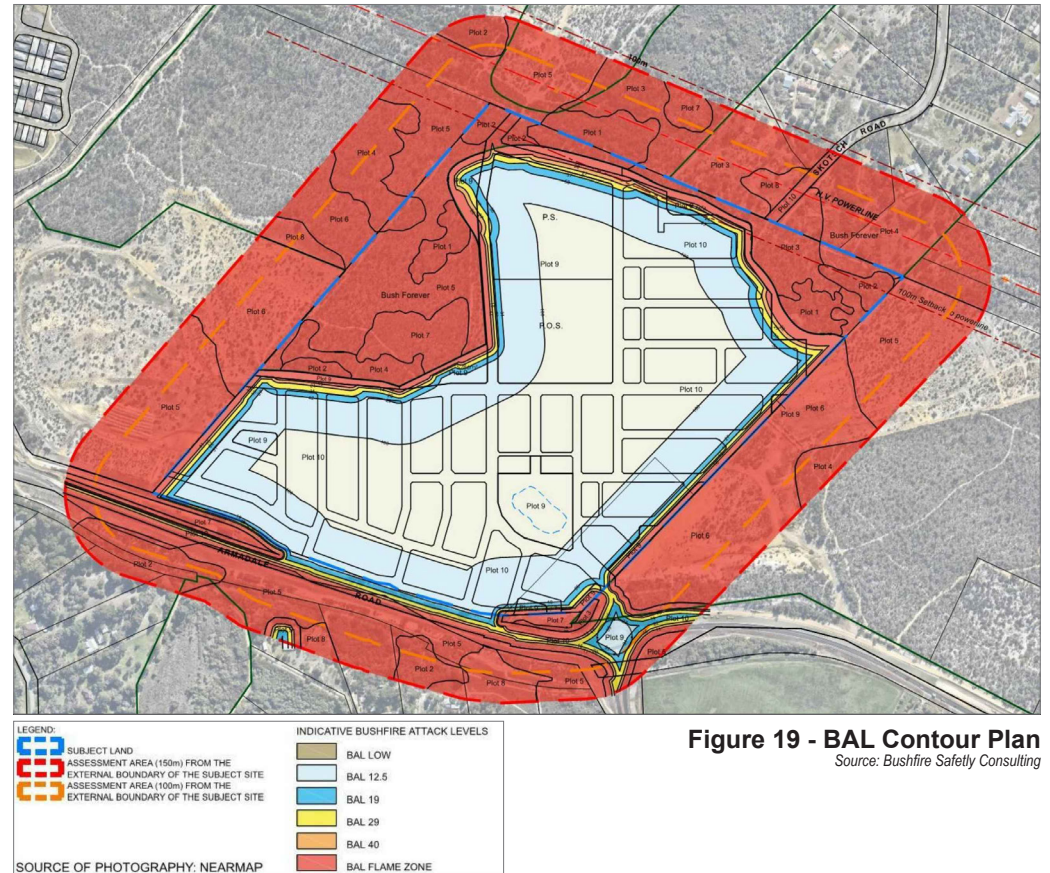 Plot 2
100m
Plot 5
Plot 3
Plot 7
Plot 5
Plot 2
Plot 2
Plot 1
Plot 4
Plot 3
SKOTSCH ROAD
Plot 8
Plot 10
H.V. POWERLINE
Plot 4
Bush Forever
Plot 6
P.S.
Plot 1
Plot 10
Plot 3
Plot 8
Plot 9
Plot 5
Plot 2
Bush Forever
100m Setback to powerline
Plot 6
P.O.S.
Plot 1
Plot 7
Plot 5
Plot 2
Plot 4
Plot 10
Plot 5
Plot 9
Plot 6
Plot 9
Plot 10
Plot 4
Plot 9
Plot 7
Plot 6
ARMADALE ROAD
Plot 2
Plot 10
Plot 5
Plot 7
Plot 9
Plot 8
Plot 5
Plot 2
Plot 8
Plot 5
LEGEND:
SUBJECT LAND
ASSESSMENT AREA (150m) FROM THE
EXTERNAL BOUNDARY OF THE SUBJECT SITE
ASSESSMENT AREA (100m) FROM THE
EXTERNAL BOUNDARY OF THE SUBJECT SITE
SOURCE OF PHOTOGRAPHY: NEARMAP
INDICATIVE BUSHFIRE ATTACK LEVELS
BAL LOW
BAL 12.5
BAL 19
BAL 29
BAL 40
BAL FLAME ZONE
Figure 19 - BAL Contour Plan
Source: Bushfire Safetly Consulting